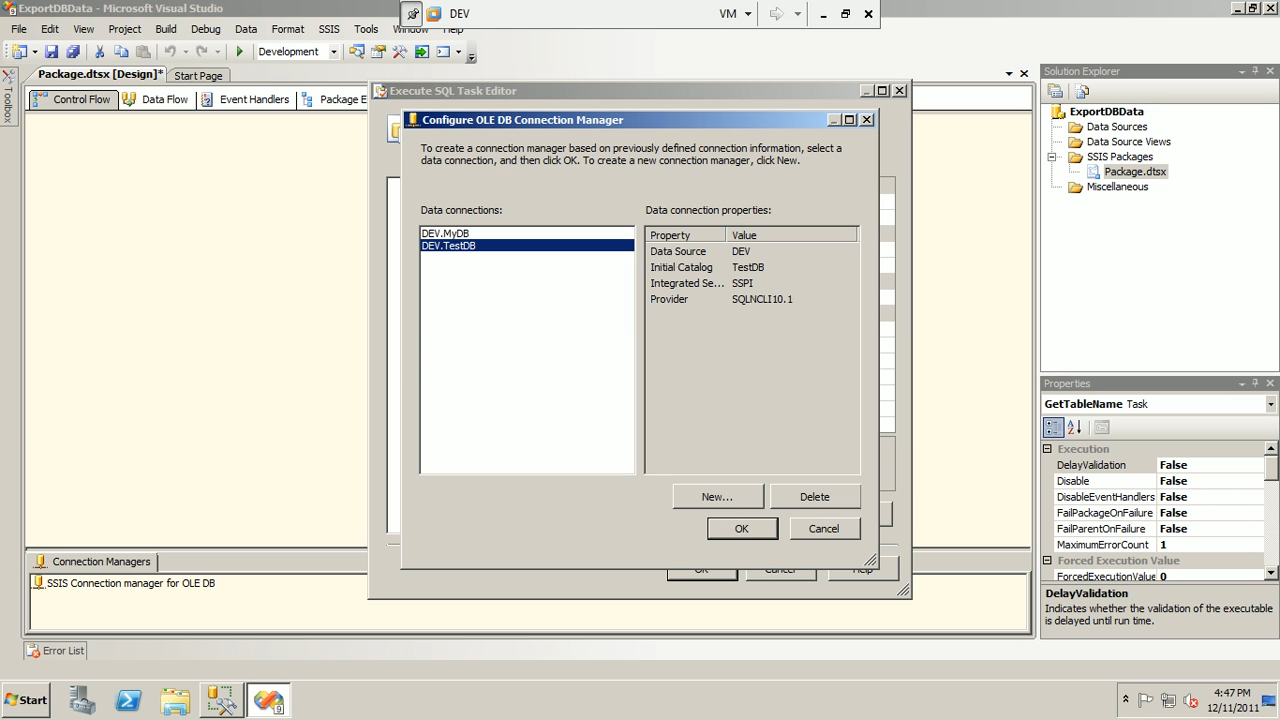 ExportDBData - Microsoft Visual Studio
DEV
VM
File Edit View Project Build Debug Data Format SSIS Tools Window Help
Development
Package.dtsx [Design]*
Start Page
Toolbox
Control Flow
Data Flow
Event Handlers
Package E
Execute SQL Task Editor
Configure OLE DB Connection Manager
To create a connection manager based on previously defined connection information, select a
data connection, and then click OK. To create a new connection manager, click New.
Data connections:
DEV.MyDB
DEV.TestDB
Data connection properties:
Property Value
Data Source DEV
Initial Catalog TestDB
Integrated Se... SSPI
Provider SQLNCLI10.1
New...
Delete
OK
Cancel
OK
Cancel
Help
Solution Explorer
ExportDBData
Data Sources
Data Source Views
SSIS Packages
Package.dtsx
Miscellaneous
Properties
GetTableName Task
Execution
DelayValidation False
Disable False
DisableEventHandlers False
FailPackageOnFailure False
FailParentOnFailure False
MaximumErrorCount 1
Forced Execution Value
ForcedExecutionValue 0
DelayValidation
Indicates whether the validation of the executable
is delayed until run time.
Connection Managers
SSIS Connection manager for OLE DB
Error List
Start
4:47 PM
12/11/2011